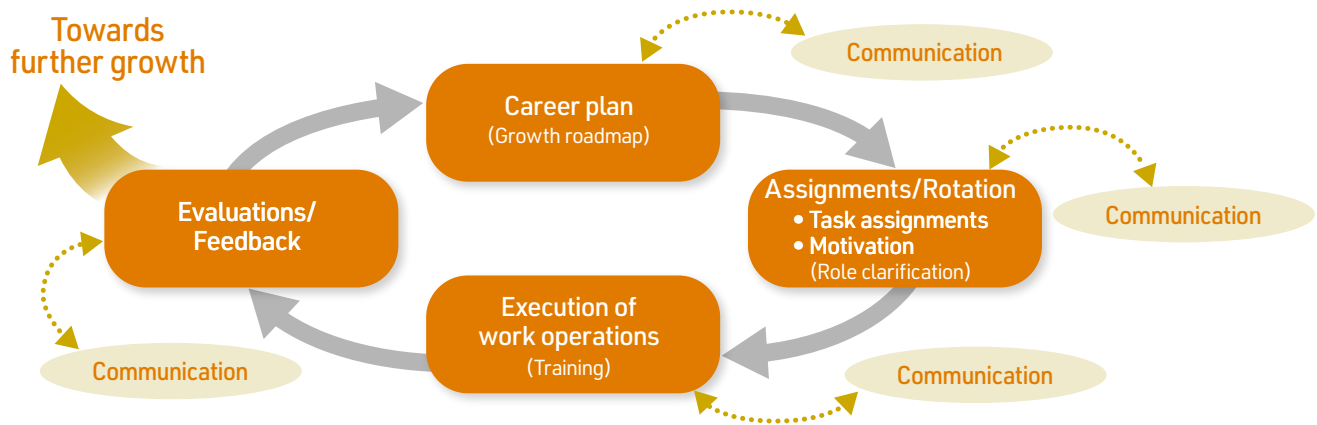 Towards
further growth
Career plan
(Growth roadmap)
Communication
Assignments/Rotation
• Task assignments
• Motivation
(Role clarification)
Communication
Execution of
work operations
(Training)
Communication
Evaluations/
Feedback
Communication